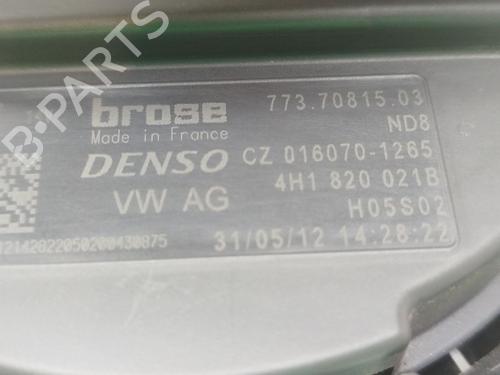 brose 773.70815.03
Made in France ND8
DENSO CZ 016070-1265
VW AG 4H1 820 021B
H05S02
31/05/12 14:28:22
B-PARTS